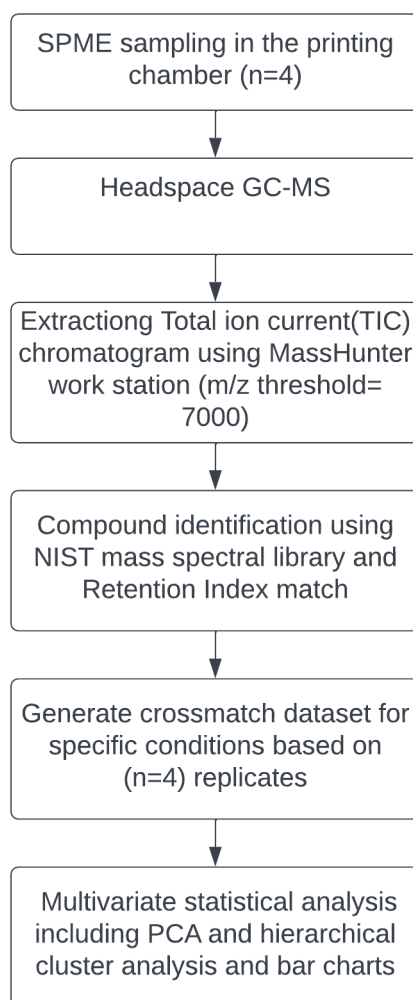 SPME sampling in the printing
chamber (n=4)
Headspace GC-MS
Extractiong Total ion current(TIC)
chromatogram using MassHunter
work station (m/z threshold=
7000)
Compound identification using
NIST mass spectral library and
Retention Index match
Generate crossmatch dataset for
specific conditions based on
(n=4) replicates
Multivariate statistical analysis
including PCA and hierarchical
cluster analysis and bar charts